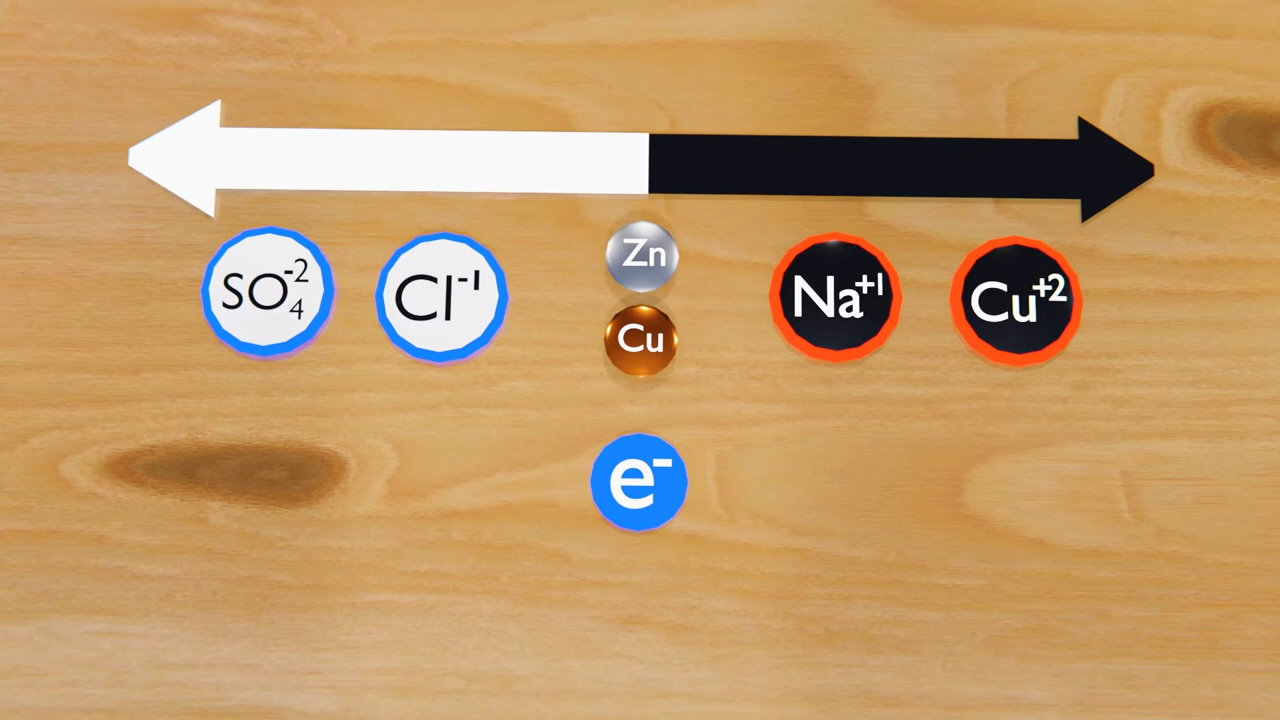 SO₄⁻²
Cl⁻¹
Zn
Cu
Na⁺¹
Cu⁺²
e⁻